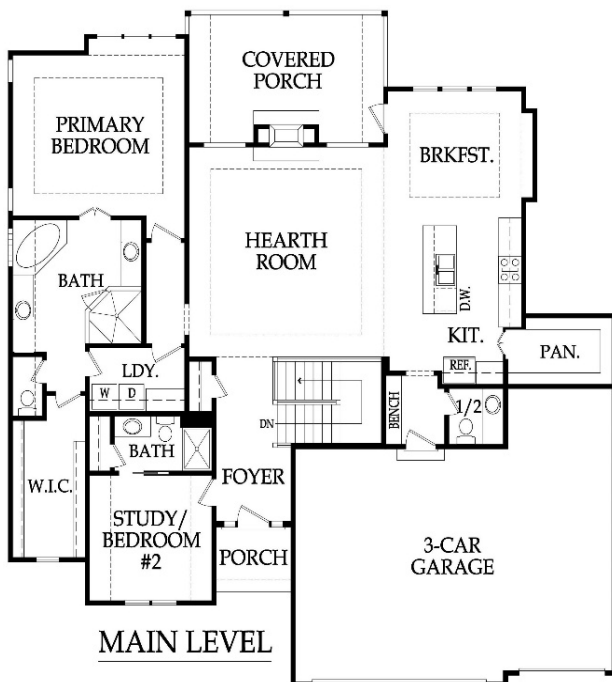 COVERED
PORCH
PRIMARY
BEDROOM
BRKFST.
HEARTH
ROOM
BATH
D.W.
KIT.
PAN.
REF.
LDY.
W D
BENCH
1/2
DN
BATH
W.I.C.
FOYER
STUDY/
BEDROOM
#2
PORCH
3-CAR
GARAGE
MAIN LEVEL